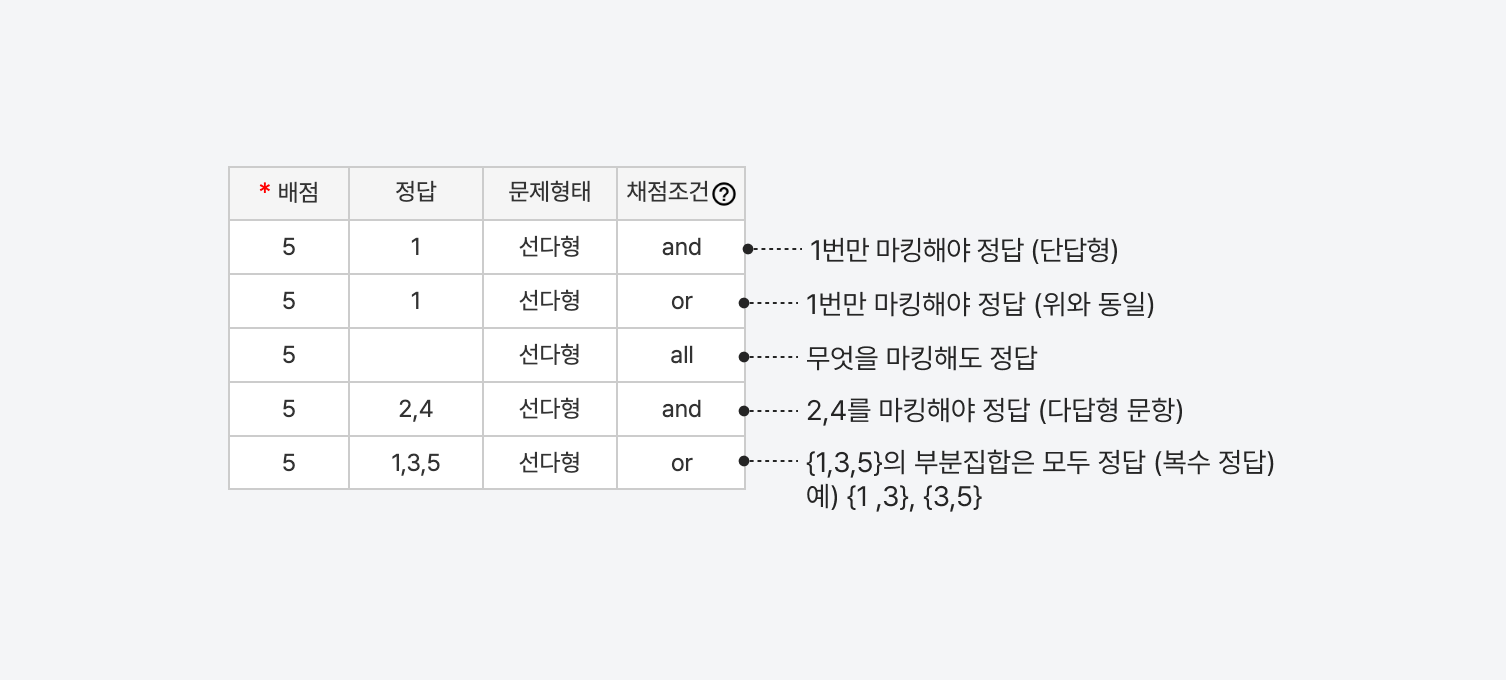 * 배점 정답 문제형태 채점조건?
5 1 선다형 and 1번만 마킹해야 정답 (단답형)
5 1 선다형 or 1번만 마킹해야 정답 (위와 동일)
5 선다형 all 무엇을 마킹해도 정답
5 2,4 선다형 and 2,4를 마킹해야 정답 (다답형 문항)
5 1,3,5 선다형 or {1,3,5}의 부분집합은 모두 정답 (복수 정답)
예) {1 ,3}, {3,5}